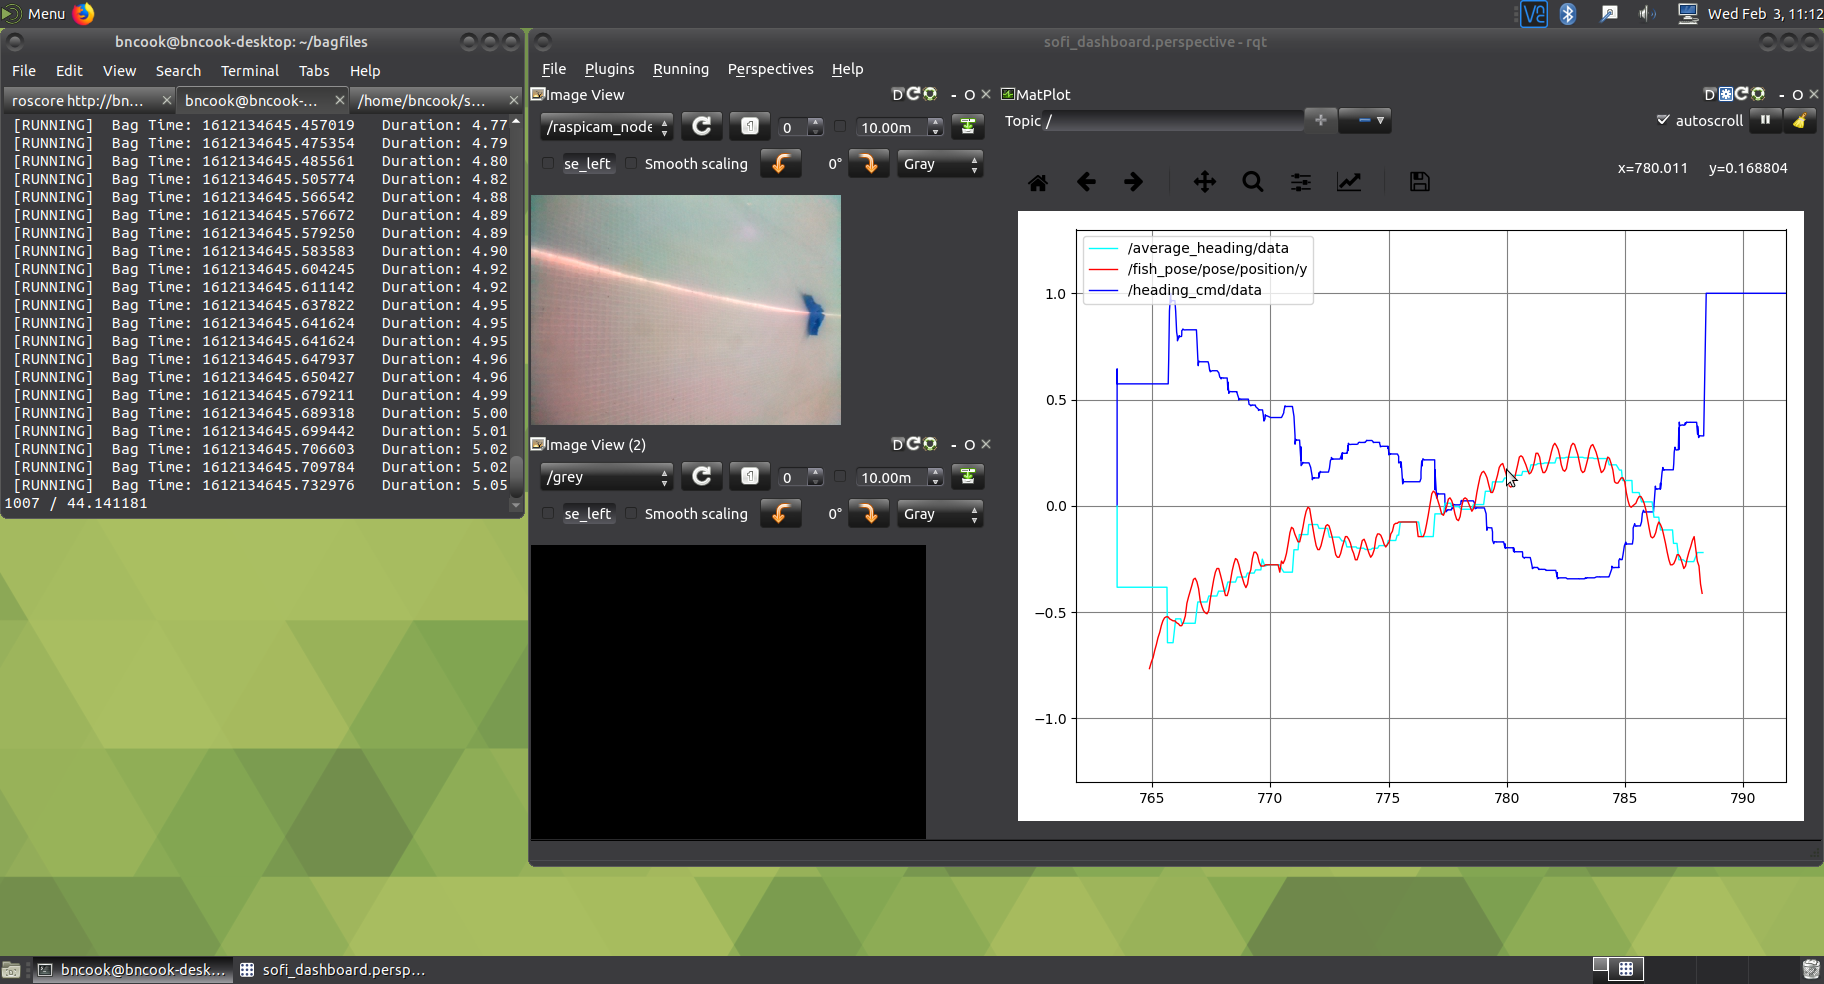 Menu
Wed Feb 3, 11:12
bncook@bncook-desktop: ~/bagfiles
File Edit View Search Terminal Tabs Help
roscore http://bn... × bncook@bncook-... × /home/bncook/s... ×
[RUNNING] Bag Time: 1612134645.457019 Duration: 4.77
[RUNNING] Bag Time: 1612134645.475354 Duration: 4.79
[RUNNING] Bag Time: 1612134645.485561 Duration: 4.80
[RUNNING] Bag Time: 1612134645.505774 Duration: 4.82
[RUNNING] Bag Time: 1612134645.566542 Duration: 4.88
[RUNNING] Bag Time: 1612134645.576672 Duration: 4.89
[RUNNING] Bag Time: 1612134645.579250 Duration: 4.89
[RUNNING] Bag Time: 1612134645.583583 Duration: 4.90
[RUNNING] Bag Time: 1612134645.604245 Duration: 4.92
[RUNNING] Bag Time: 1612134645.611142 Duration: 4.92
[RUNNING] Bag Time: 1612134645.637822 Duration: 4.95
[RUNNING] Bag Time: 1612134645.641624 Duration: 4.95
[RUNNING] Bag Time: 1612134645.641624 Duration: 4.95
[RUNNING] Bag Time: 1612134645.647937 Duration: 4.96
[RUNNING] Bag Time: 1612134645.650427 Duration: 4.96
[RUNNING] Bag Time: 1612134645.679211 Duration: 4.99
[RUNNING] Bag Time: 1612134645.689318 Duration: 5.00
[RUNNING] Bag Time: 1612134645.699442 Duration: 5.01
[RUNNING] Bag Time: 1612134645.706603 Duration: 5.02
[RUNNING] Bag Time: 1612134645.709784 Duration: 5.02
[RUNNING] Bag Time: 1612134645.732976 Duration: 5.05
1007 / 44.141181
sofi_dashboard.perspective - rqt
File Plugins Running Perspectives Help
Image View D - O ×
/raspicam_node 1 0 10.00m
se_left Smooth scaling 0° Gray
Image View (2) D - O ×
/grey 1 0 10.00m
se_left Smooth scaling 0° Gray
MatPlot D - O ×
Topic / autoscroll
x=780.011 y=0.168804
/average_heading/data
/fish_pose/pose/position/y
/heading_cmd/data
1.0
0.5
0.0
−0.5
−1.0
765 770 775 780 785 790
bncook@bncook-desk... sofi_dashboard.persp...